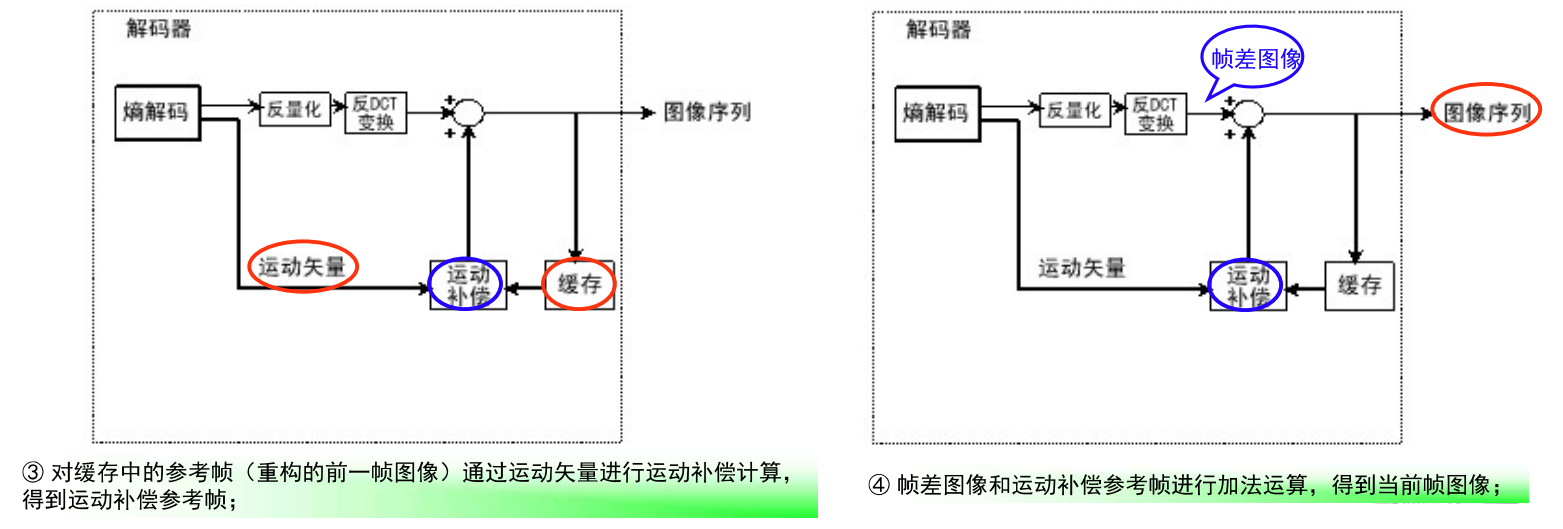 解码器
熵解码
反量化
反DCT
变换
+
+
图像序列
运动矢量
运动
补偿
缓存
③ 对缓存中的参考帧（重构的前一帧图像）通过运动矢量进行运动补偿计算，
得到运动补偿参考帧；
解码器
帧差图像
熵解码
反量化
反DCT
变换
+
+
图像序列
运动矢量
运动
补偿
缓存
④ 帧差图像和运动补偿参考帧进行加法运算，得到当前帧图像；